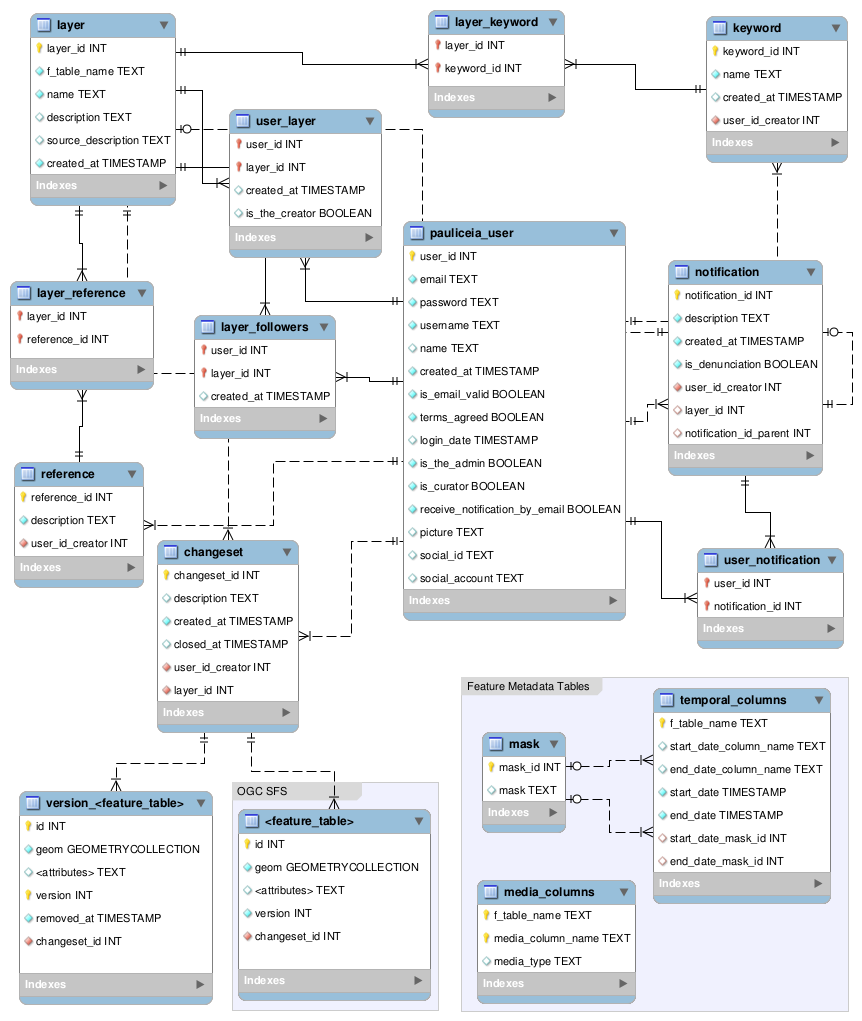 layer
layer_id INT
f_table_name TEXT
name TEXT
description TEXT
source_description TEXT
created_at TIMESTAMP
Indexes
layer_keyword
layer_id INT
keyword_id INT
Indexes
keyword
keyword_id INT
name TEXT
created_at TIMESTAMP
user_id_creator INT
Indexes
user_layer
user_id INT
layer_id INT
created_at TIMESTAMP
is_the_creator BOOLEAN
Indexes
pauliceia_user
user_id INT
email TEXT
password TEXT
username TEXT
name TEXT
created_at TIMESTAMP
is_email_valid BOOLEAN
terms_agreed BOOLEAN
login_date TIMESTAMP
is_the_admin BOOLEAN
is_curator BOOLEAN
receive_notification_by_email BOOLEAN
picture TEXT
social_id TEXT
social_account TEXT
Indexes
notification
notification_id INT
description TEXT
created_at TIMESTAMP
is_denunciation BOOLEAN
user_id_creator INT
layer_id INT
notification_id_parent INT
Indexes
layer_reference
layer_id INT
reference_id INT
Indexes
layer_followers
user_id INT
layer_id INT
created_at TIMESTAMP
Indexes
reference
reference_id INT
description TEXT
user_id_creator INT
Indexes
changeset
changeset_id INT
description TEXT
created_at TIMESTAMP
closed_at TIMESTAMP
user_id_creator INT
layer_id INT
Indexes
user_notification
user_id INT
notification_id INT
Indexes
Feature Metadata Tables
temporal_columns
f_table_name TEXT
start_date_column_name TEXT
end_date_column_name TEXT
start_date TIMESTAMP
end_date TIMESTAMP
start_date_mask_id INT
end_date_mask_id INT
Indexes
mask
mask_id INT
mask TEXT
Indexes
media_columns
f_table_name TEXT
media_column_name TEXT
media_type TEXT
Indexes
version_<feature_table>
id INT
geom GEOMETRYCOLLECTION
<attributes> TEXT
version INT
removed_at TIMESTAMP
changeset_id INT
Indexes
OGC SFS
<feature_table>
id INT
geom GEOMETRYCOLLECTION
<attributes> TEXT
version INT
changeset_id INT
Indexes